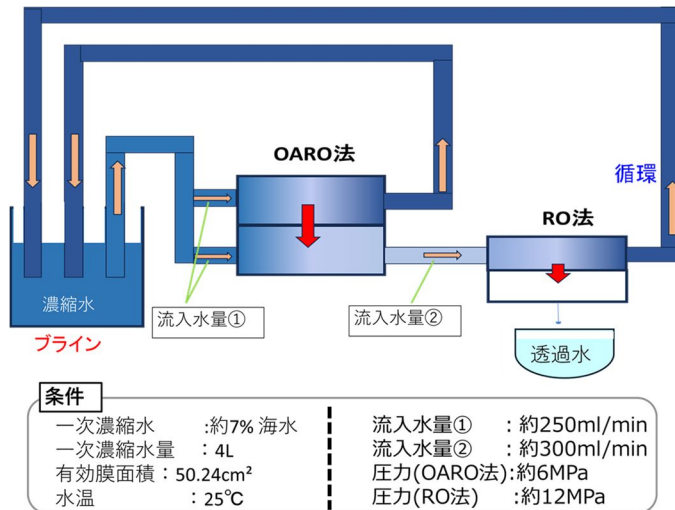 OARO法
循環
RO法
濃縮水
流入水量①
流入水量②
透過水
ブライン
条件
一次濃縮水 :約7% 海水
一次濃縮水量 : 4L
有効膜面積 : 50.24cm²
水温 : 25℃
流入水量① : 約250ml/min
流入水量② : 約300ml/min
圧力(OARO法):約6MPa
圧力(RO法) :約12MPa